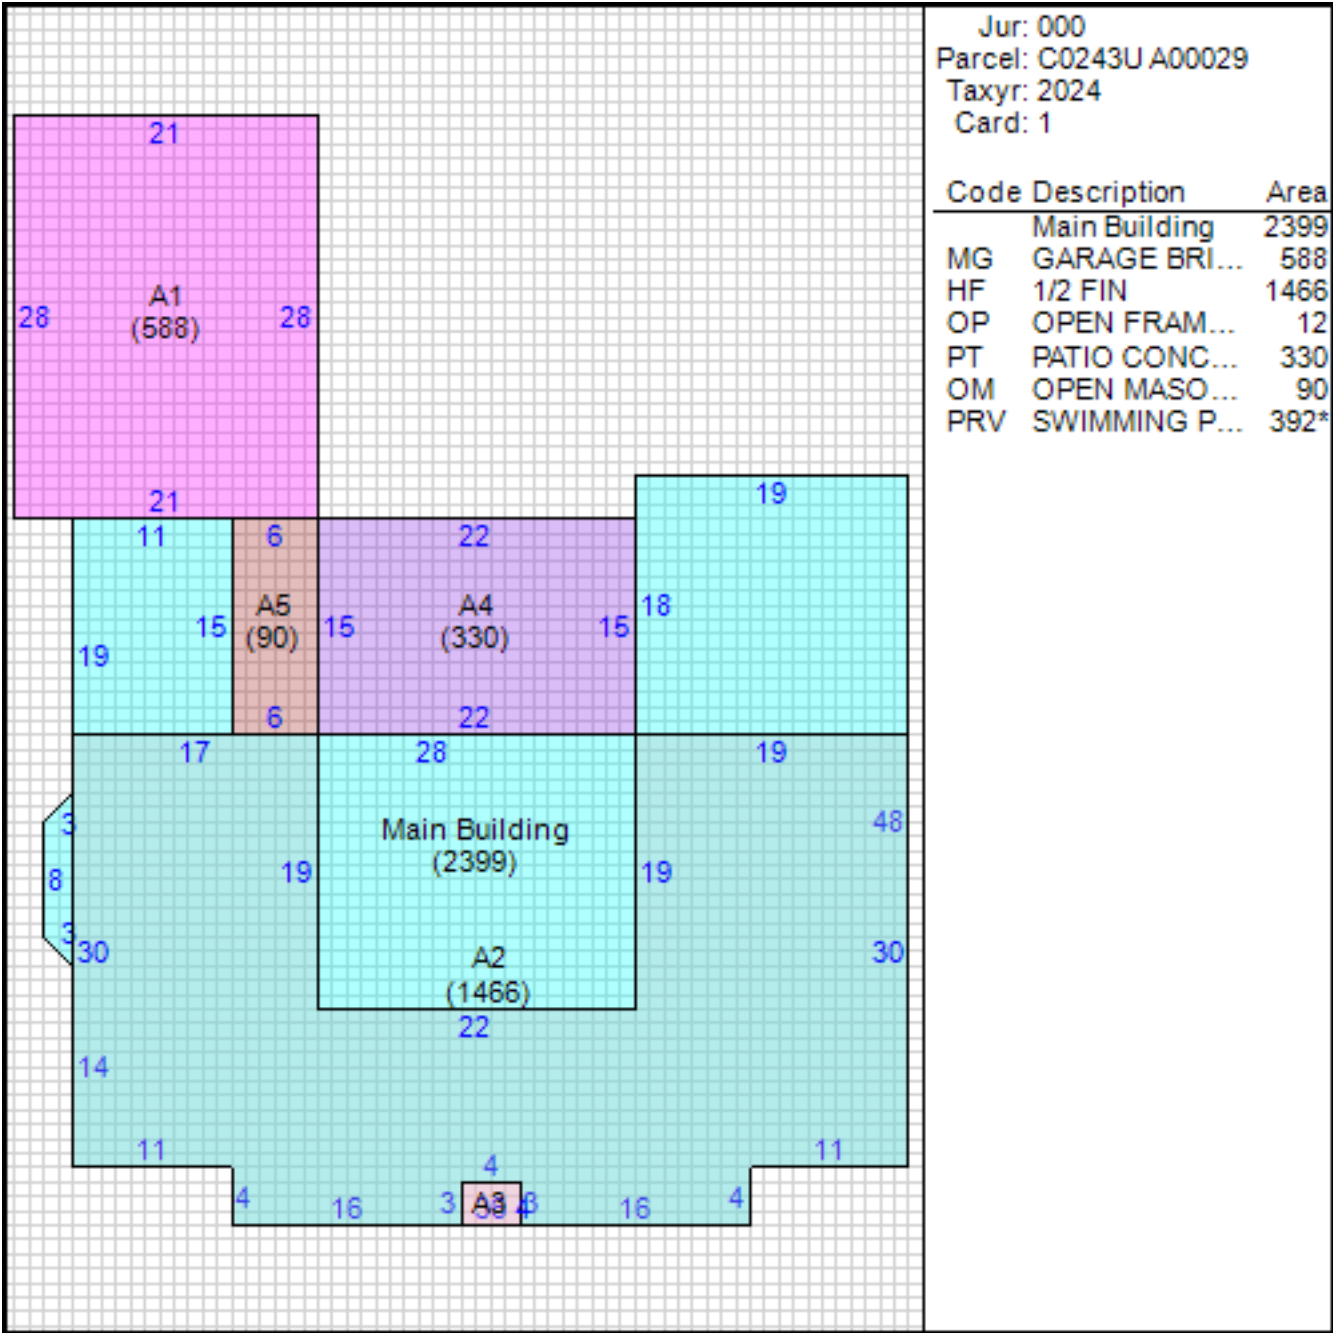 Jur: 000
Parcel: C0243U A00029
Taxyr: 2024
Card: 1
Code Description Area
Main Building 2399
MG GARAGE BRI... 588
HF 1/2 FIN 1466
OP OPEN FRAM... 12
PT PATIO CONC... 330
OM OPEN MASO... 90
PRV SWIMMING P... 392*
21
A1
28 (588) 28
21
11 6 22 19
A5 A4 18
15 (90) 15 (330) 15
19
6 22
17 28 19
3 Main Building 48
8 (2399)
19 19
3
30 A2 30
(1466)
22
14
11 4 11
4 16 3 A3 16 4